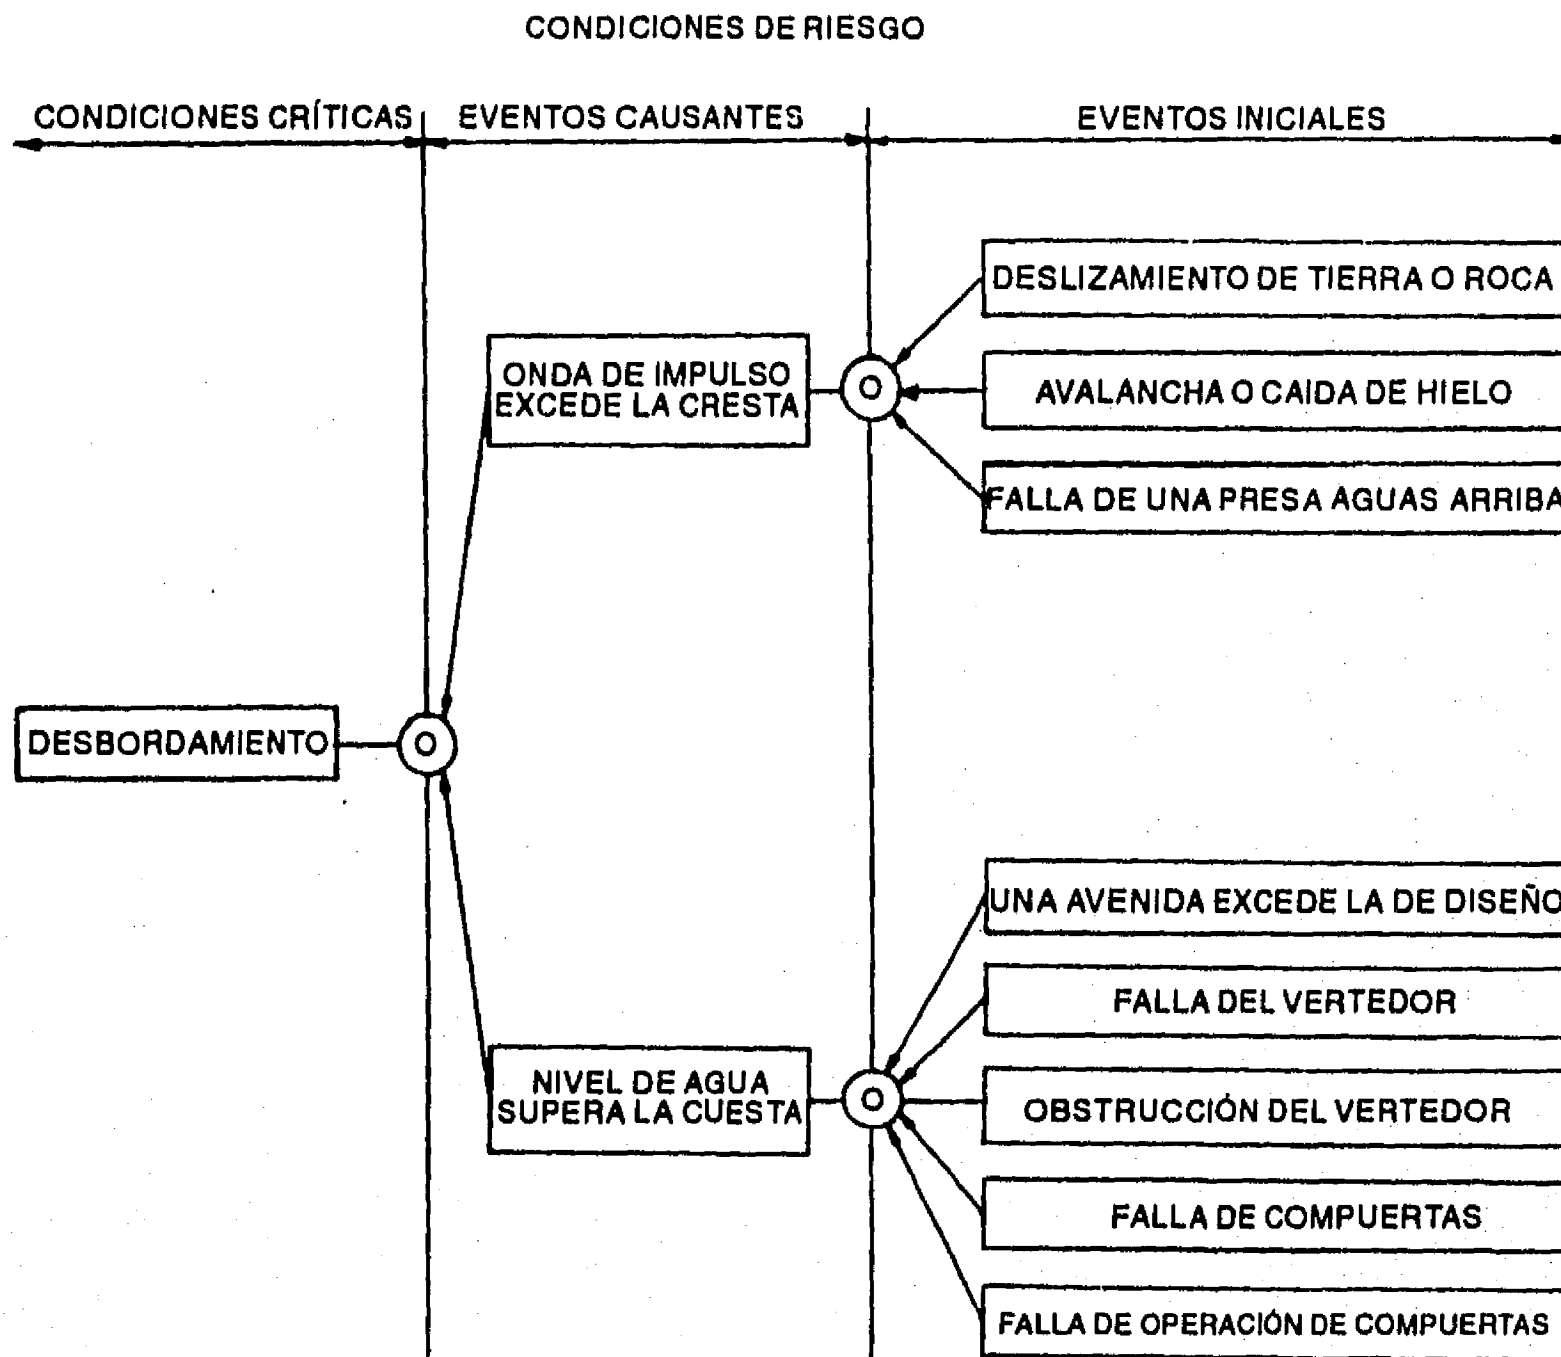 CONDICIONES DE RIESGO
CONDICIONES CRÍTICAS
EVENTOS CAUSANTES
EVENTOS INICIALES
DESLIZAMIENTO DE TIERRA O ROCA
ONDA DE IMPULSO
EXCEDE LA CRESTA
O
AVALANCHA O CAIDA DE HIELO
FALLA DE UNA PRESA AGUAS ARRIBA
DESBORDAMIENTO
O
UNA AVENIDA EXCEDE LA DE DISEÑO
FALLA DEL VERTEDOR
NIVEL DE AGUA
SUPERA LA CUESTA
O
OBSTRUCCIÓN DEL VERTEDOR
FALLA DE COMPUERTAS
FALLA DE OPERACIÓN DE COMPUERTAS